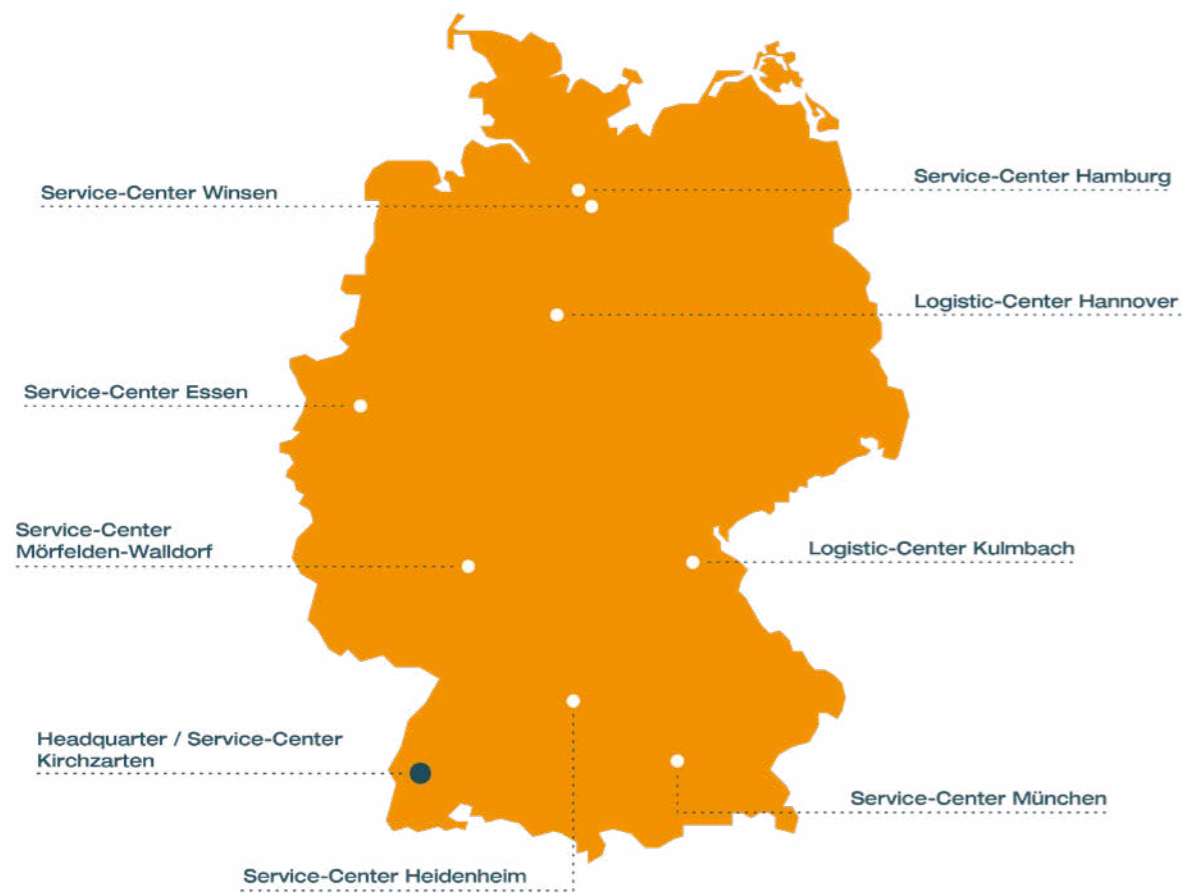 Service-Center Hamburg
Service-Center Winsen
Logistic-Center Hannover
Service-Center Essen
Service-Center
Mörfelden-Walldorf
Logistic-Center Kulmbach
Headquarter / Service-Center
Kirchzarten
Service-Center München
Service-Center Heidenheim